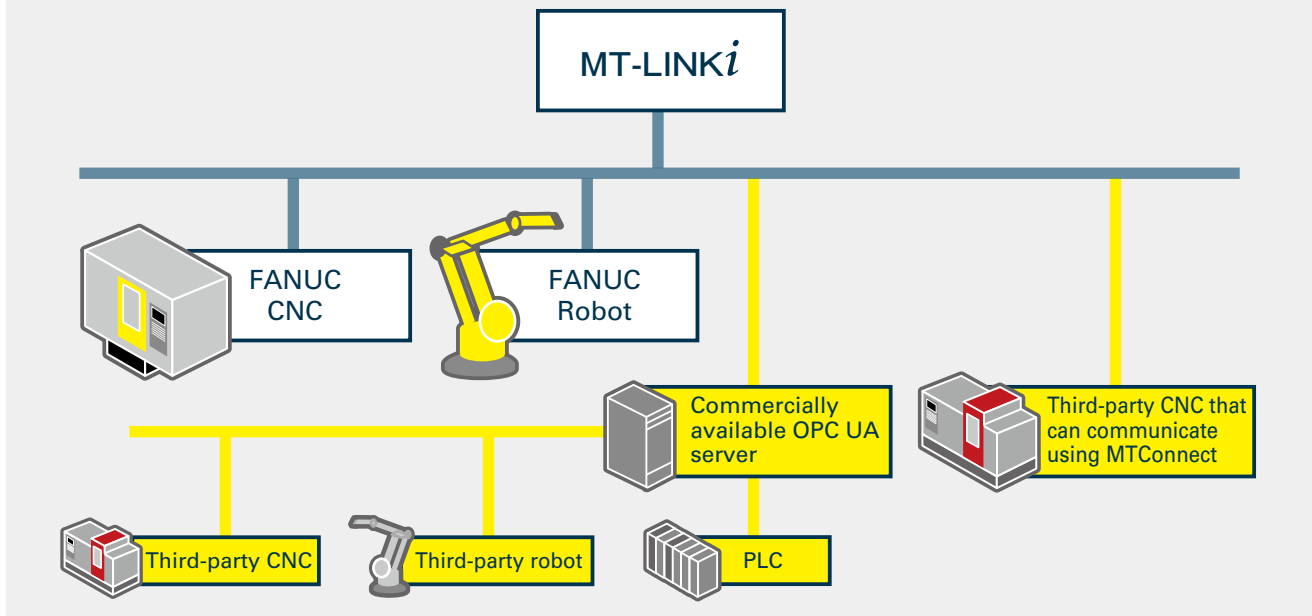 MT-LINKi
FANUC
CNC
FANUC
Robot
Commercially
available OPC UA
server
Third-party CNC that
can communicate
using MTConnect
Third-party CNC
Third-party robot
PLC